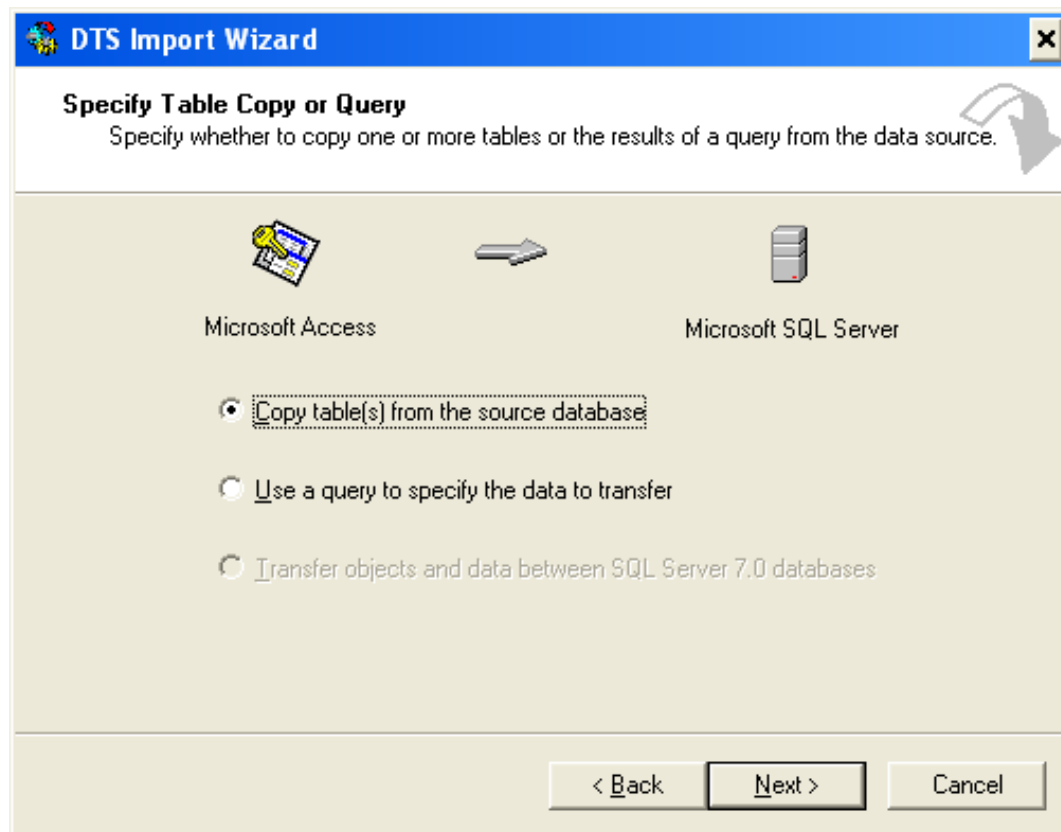 DTS Import Wizard
Specify Table Copy or Query
Specify whether to copy one or more tables or the results of a query from the data source.
Microsoft Access
Microsoft SQL Server
Copy table(s) from the source database
Use a query to specify the data to transfer
Transfer objects and data between SQL Server 7.0 databases
< Back
Next >
Cancel